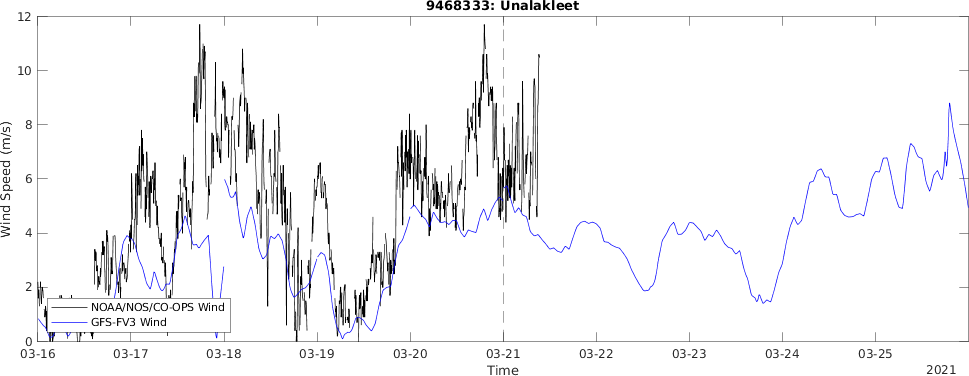 9468333: Unalakleet
12
10
8
6
4
2
0
Wind Speed (m/s)
NOAA/NOS/CO-OPS Wind
GFS-FV3 Wind
03-16 03-17 03-18 03-19 03-20 03-21 03-22 03-23 03-24 03-25
Time
2021